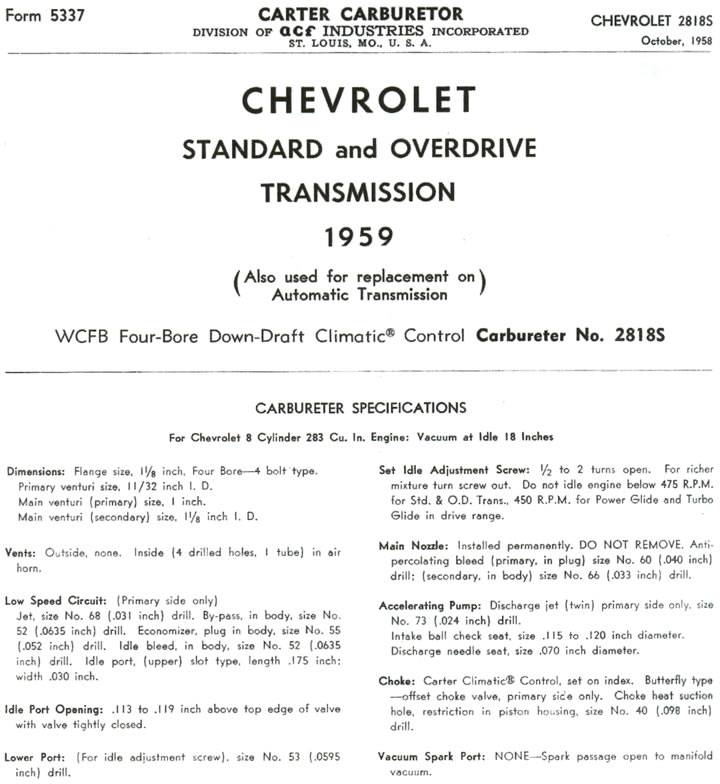 Form 5337
CARTER CARBURETOR
DIVISION OF acf INDUSTRIES INCORPORATED
ST. LOUIS, MO., U. S. A.
CHEVROLET 2818S
October, 1958
CHEVROLET
STANDARD and OVERDRIVE
TRANSMISSION
1959
(Also used for replacement on
Automatic Transmission)
WCFB Four-Bore Down-Draft Climatic® Control Carbureter No. 2818S
CARBURETER SPECIFICATIONS
For Chevrolet 8 Cylinder 283 Cu. In. Engine: Vacuum at Idle 18 Inches
Dimensions: Flange size, 1⅛ inch, Four Bore—4 bolt type.
Primary venturi size, 11/32 inch I. D.
Main venturi (primary) size, 1 inch.
Main venturi (secondary) size, 1⅛ inch I. D.
Vents: Outside, none. Inside (4 drilled holes, 1 tube) in air
horn.
Low Speed Circuit: (Primary side only)
Jet, size No. 68 (.031 inch) drill. By-pass, in body, size No.
52 (.0635 inch) drill. Economizer, plug in body, size No. 55
(.052 inch) drill. Idle bleed, in body, size No. 52 (.0635
inch) drill. Idle port, (upper) slot type, length .175 inch;
width .030 inch.
Idle Port Opening: .113 to .119 inch above top edge of valve
with valve tightly closed.
Lower Port: (For idle adjustment screw), size No. 53 (.0595
inch) drill.
Set Idle Adjustment Screw: ½ to 2 turns open. For richer
mixture turn screw out. Do not idle engine below 475 R.P.M.
for Std. & O.D. Trans., 450 R.P.M. for Power Glide and Turbo
Glide in drive range.
Main Nozzle: Installed permanently. DO NOT REMOVE. Anti-
percolating bleed (primary, in plug) size No. 60 (.040 inch)
drill; (secondary, in body) size No. 66 (.033 inch) drill.
Accelerating Pump: Discharge jet (twin) primary side only, size
No. 73 (.024 inch) drill.
Intake ball check seat, size .115 to .120 inch diameter.
Discharge needle seat, size .070 inch diameter.
Choke: Carter Climatic® Control, set on index. Butterfly type
—offset choke valve, primary side only. Choke heat suction
hole, restriction in piston housing, size No. 40 (.098 inch)
drill.
Vacuum Spark Port: NONE—Spark passage open to manifold
vacuum.